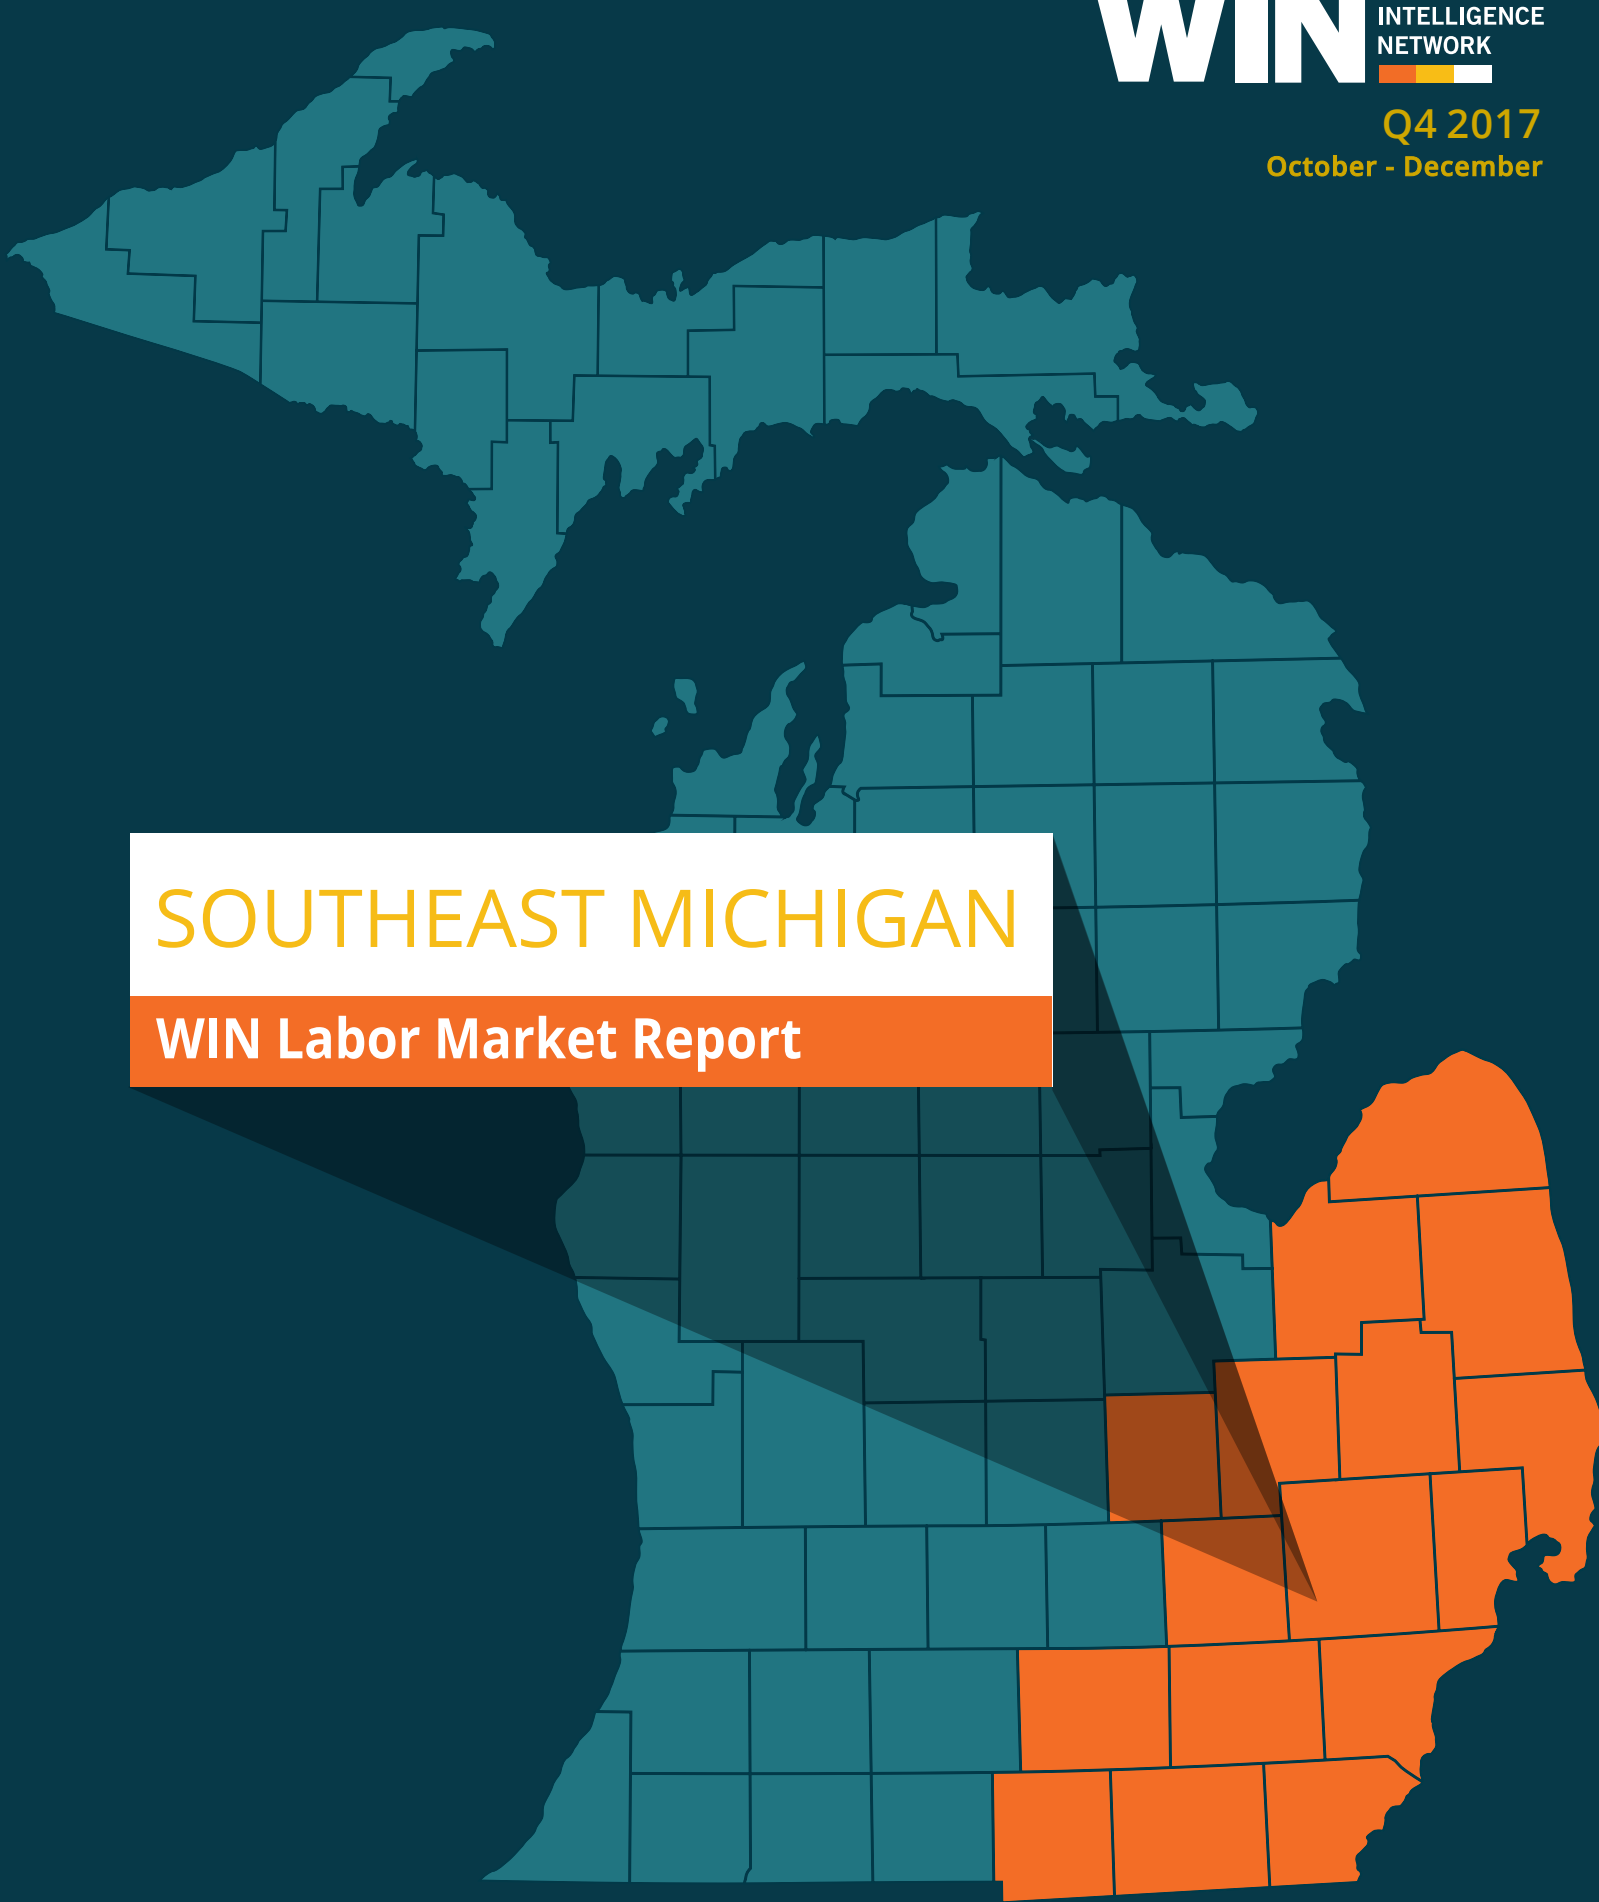 WIN
INTELLIGENCE
NETWORK
Q4 2017
October - December
SOUTHEAST MICHIGAN
WIN Labor Market Report